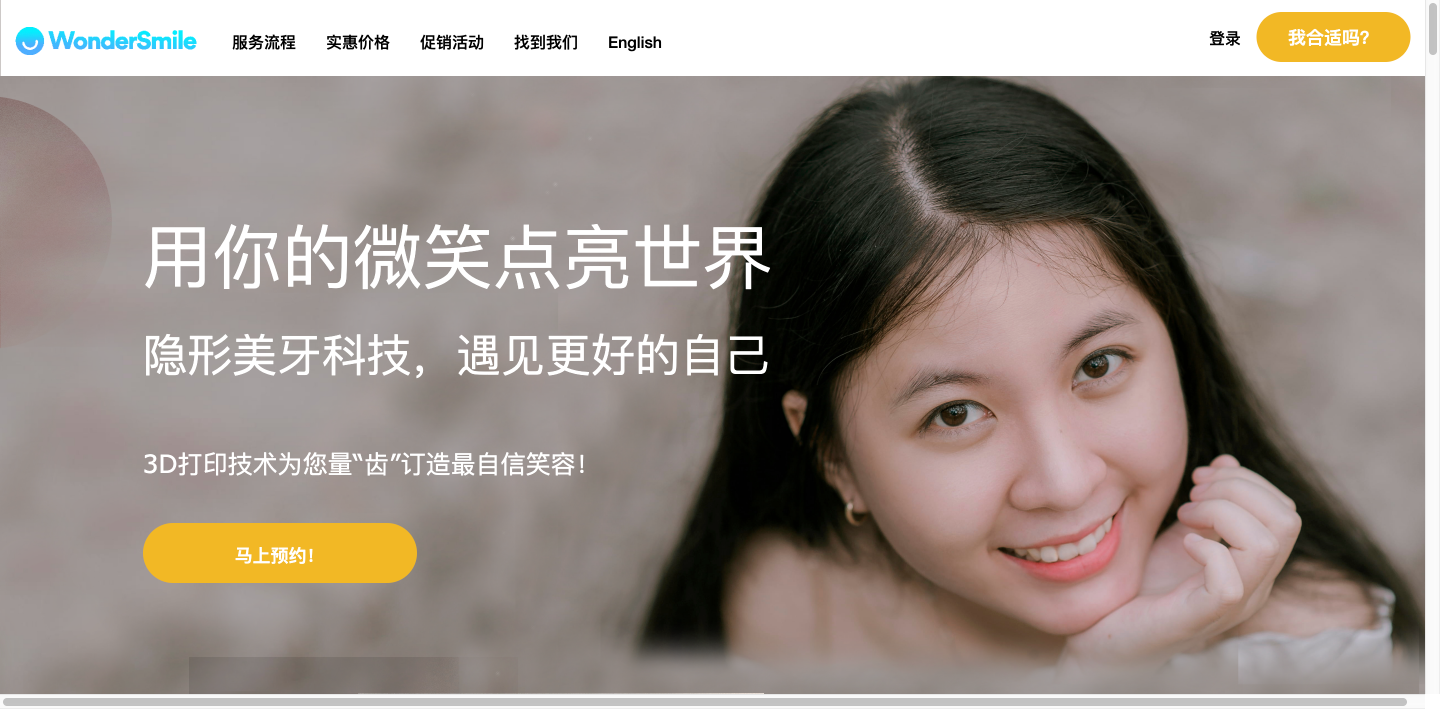 WonderSmile
服务流程
实惠价格
促销活动
找到我们
English
登录
我合适吗?
用你的微笑点亮世界
隐形美牙科技，遇见更好的自己
3D打印技术为您量“齿”订造最自信笑容！
马上预约！